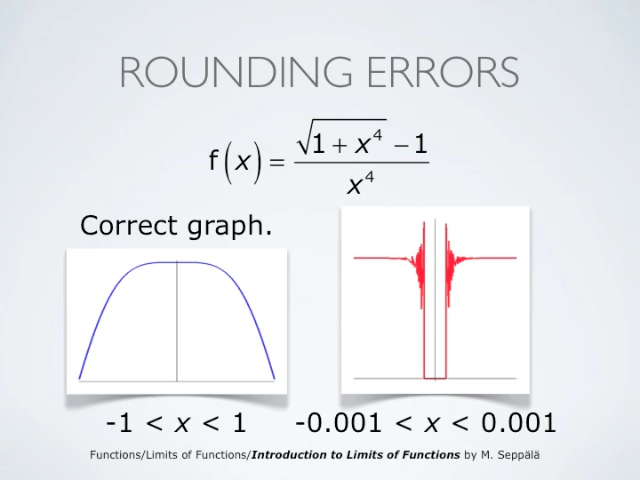 ROUNDING ERRORS
f(x) = (√(1 + x⁴) − 1) / x⁴
Correct graph.
-1 < x < 1
-0.001 < x < 0.001
Functions/Limits of Functions/Introduction to Limits of Functions by M. Seppälä